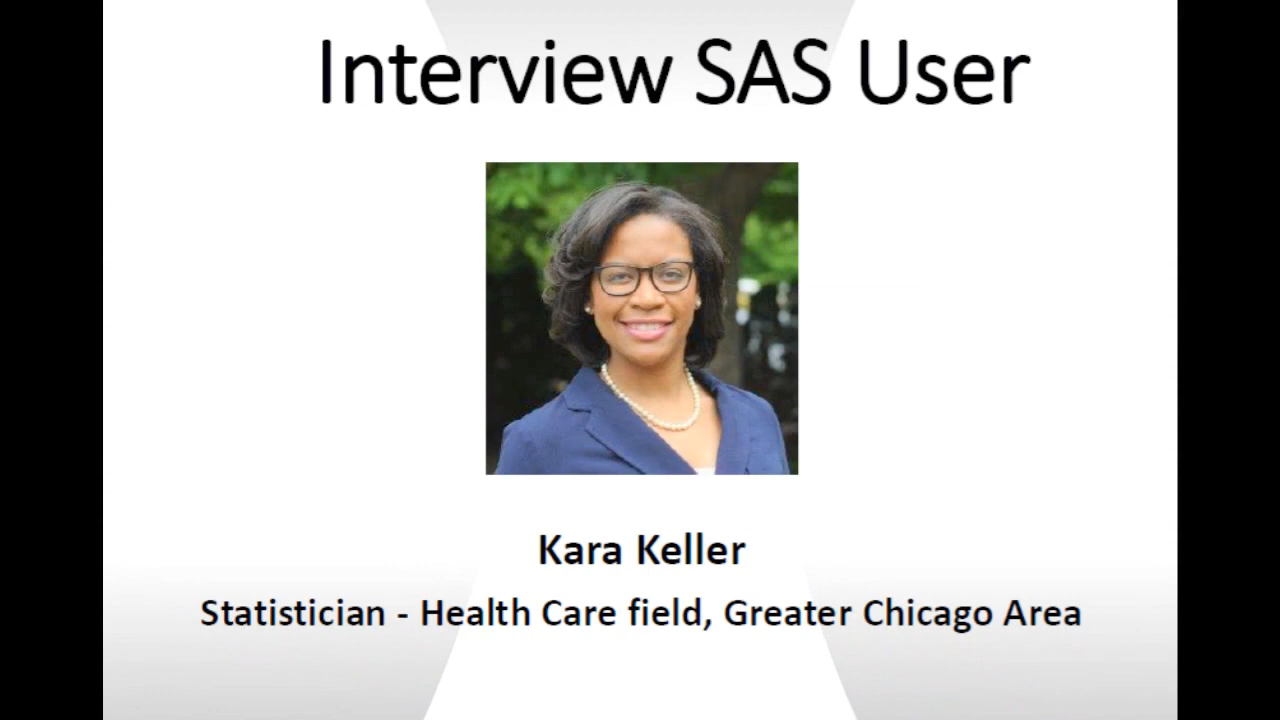 Interview SAS User
Kara Keller
Statistician - Health Care field, Greater Chicago Area